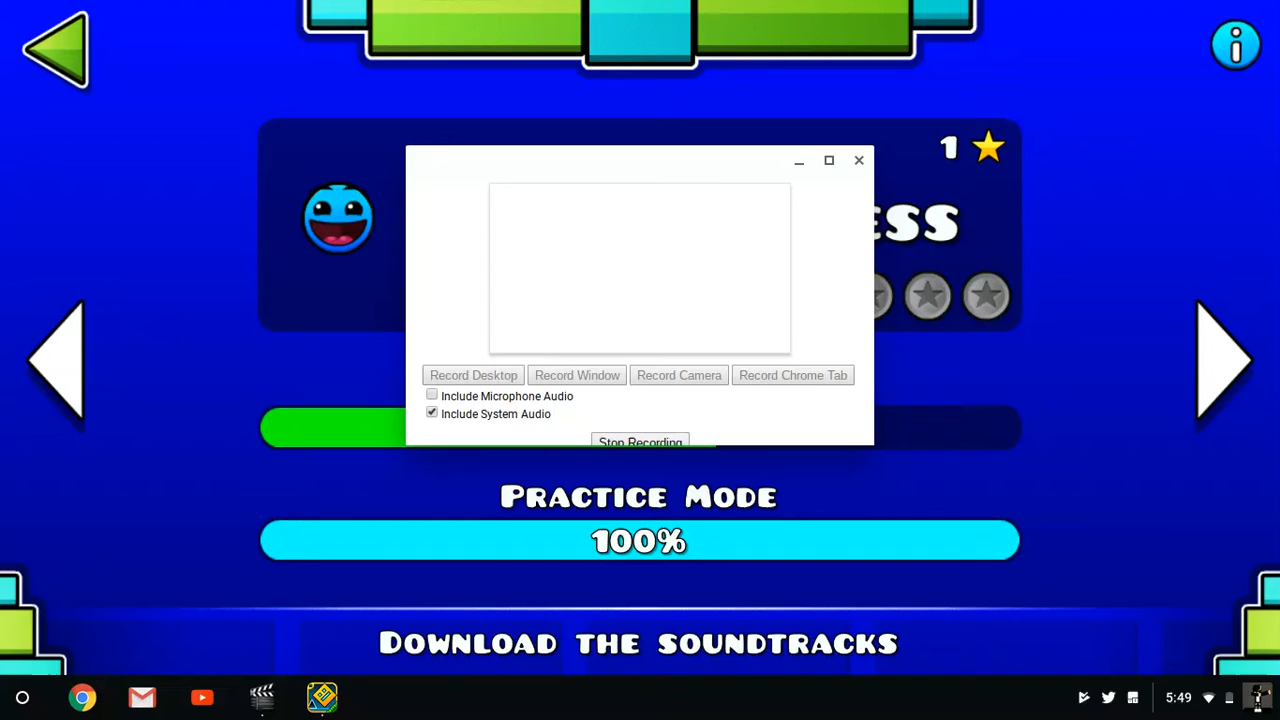 1
ESS
Record Desktop Record Window Record Camera Record Chrome Tab
Include Microphone Audio
Include System Audio
Stop Recording
Practice Mode
100%
Download the soundtracks
5:49